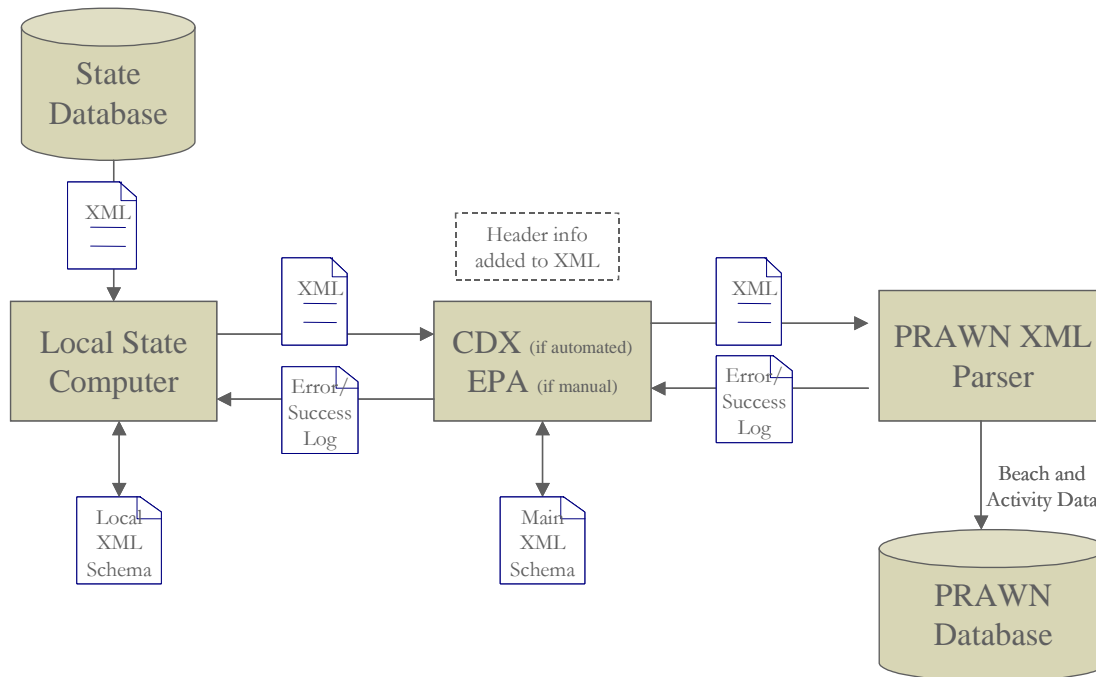 State
Database
XML
Header info
added to XML
XML
XML
Local State
Computer
CDX (if automated)
EPA (if manual)
PRAWN XML
Parser
Error/
Success
Log
Error/
Success
Log
Beach and
Activity Data
Local
XML
Schema
Main
XML
Schema
PRAWN
Database